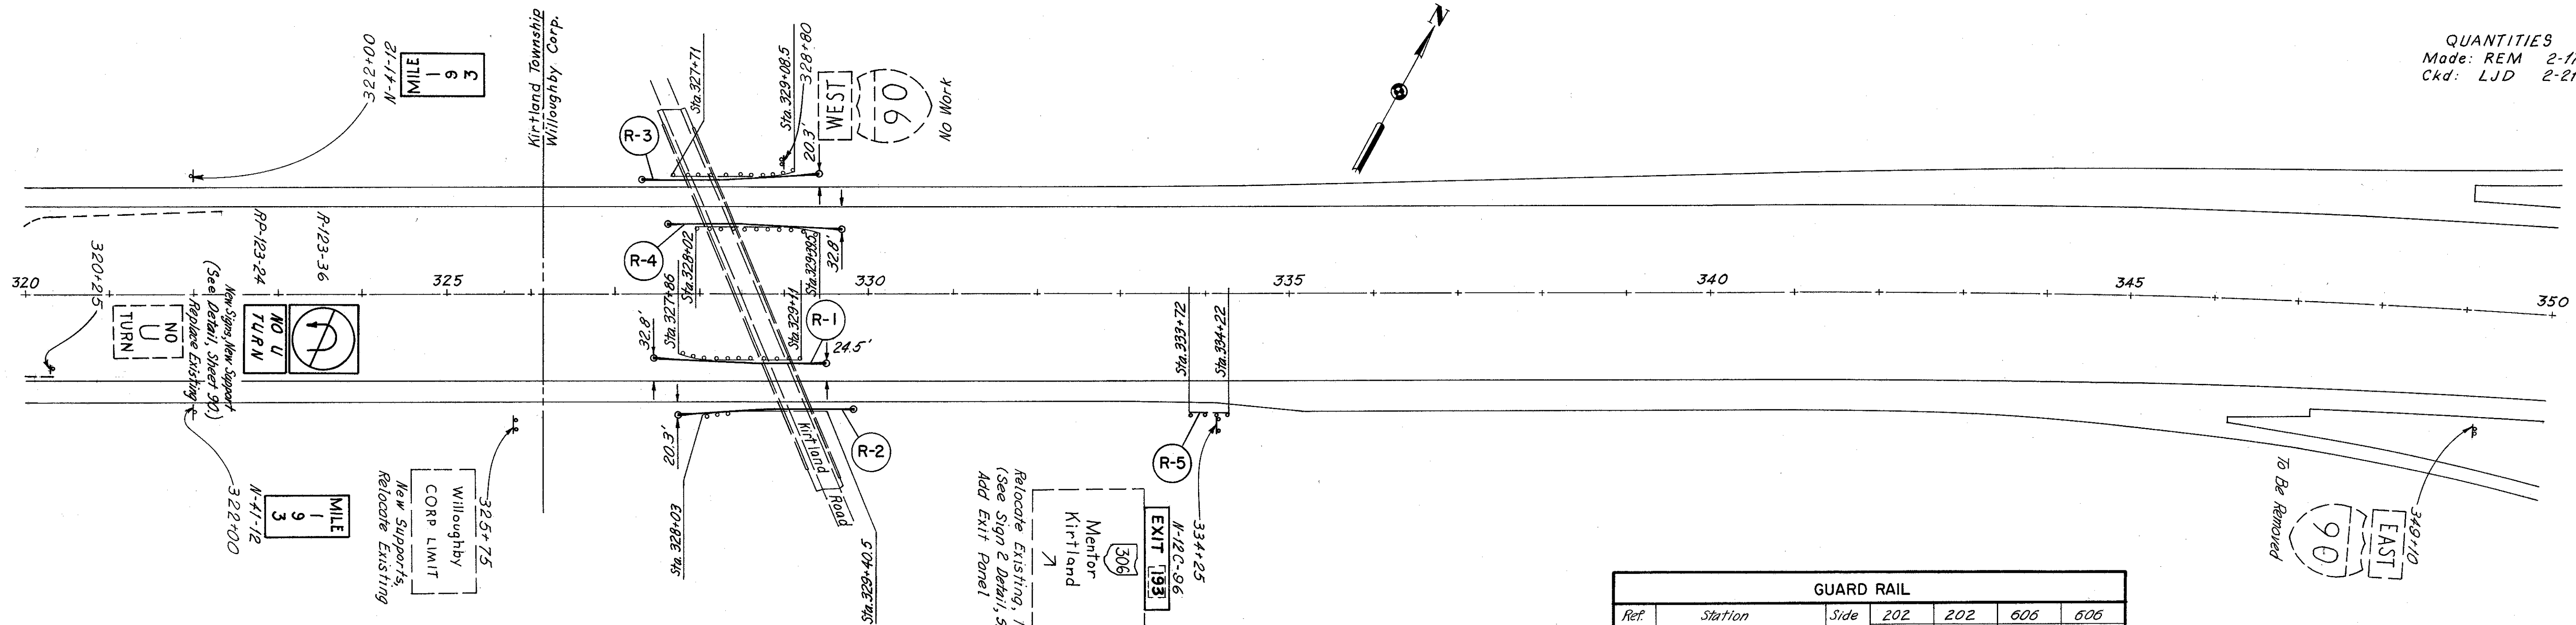 QUANTITIES
Made: REM 2-1
Ckd: LJD 2-2
N
322+00
N-41-12
MILE
1
9
3
Kirtland Township
Willoughby Corp.
Sta.327+71
Sta.329+08.5
328+80
20.3'
WEST
90
No Work
R-3
R-4
Sta.327+86
Sta.328+02
Sta.329+11
Sta.329+39.5
32.8'
32.8'
R-1
24.5'
320
325
330
335
340
345
350
320+25
RP-123-24
R-123-36
NO
U
TURN
NO U
TURN
New Signs, New Support
(See Detail, Sheet 90.)
Replace Existing
322+00
N-41-12
MILE
1
9
3
325+75
Willoughby
CORP LIMIT
New Supports,
Relocate Existing
20.3'
Sta.328+03
Kirtland
Road
R-2
Sta.329+40.5
Sta.333+72
Sta.334+22
R-5
334+25
N-12C-96
EXIT 193
306
Mentor
Kirtland
Relocate Existing,
(See Sign 2 Detail,
Add Exit Panel
349+10
EAST
90
To Be Removed
GUARD RAIL
Ref. Station Side 202 202 606 606